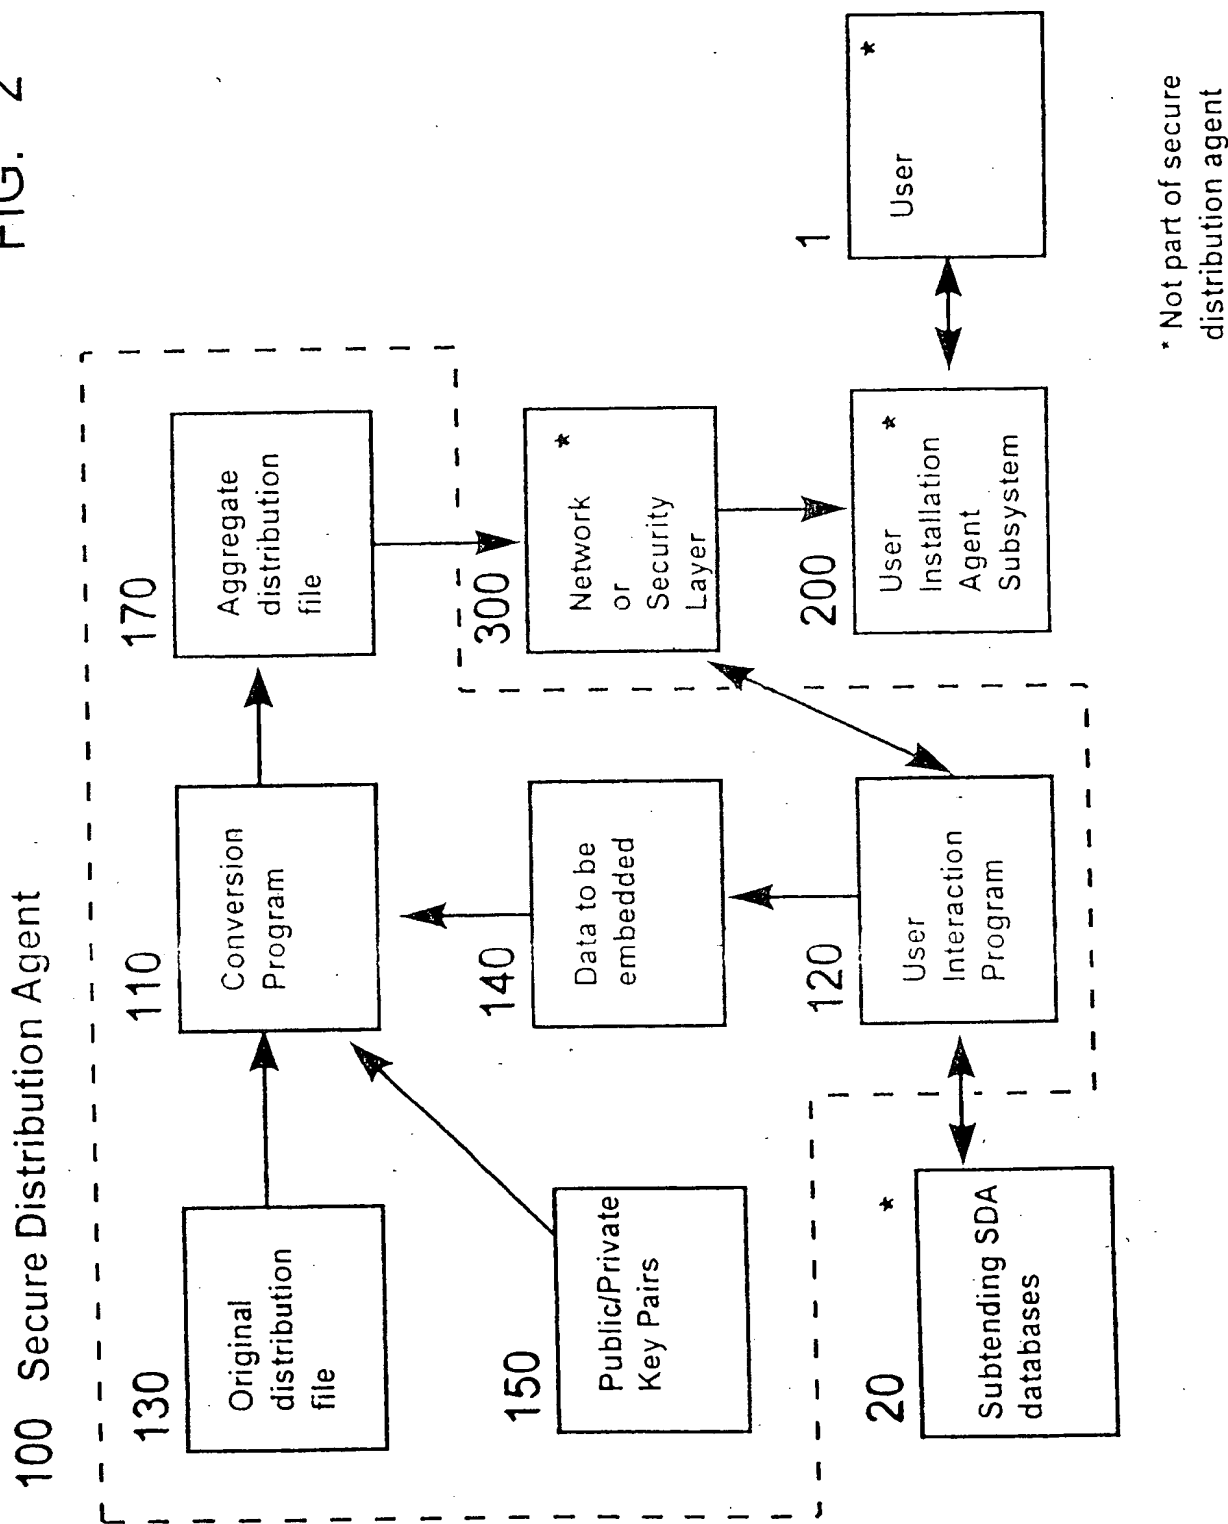 FIG. 2
100 Secure Distribution Agent
130
Original
distribution
file
110
Conversion
Program
170
Aggregate
distribution
file
150
Public/Private
Key Pairs
140
Data to be
embedded
300
Network *
or
Security
Layer
20 *
Subtending SDA
databases
120
User
Interaction
Program
200
User *
Installation
Agent
Subsystem
1
User *
* Not part of secure
distribution agent